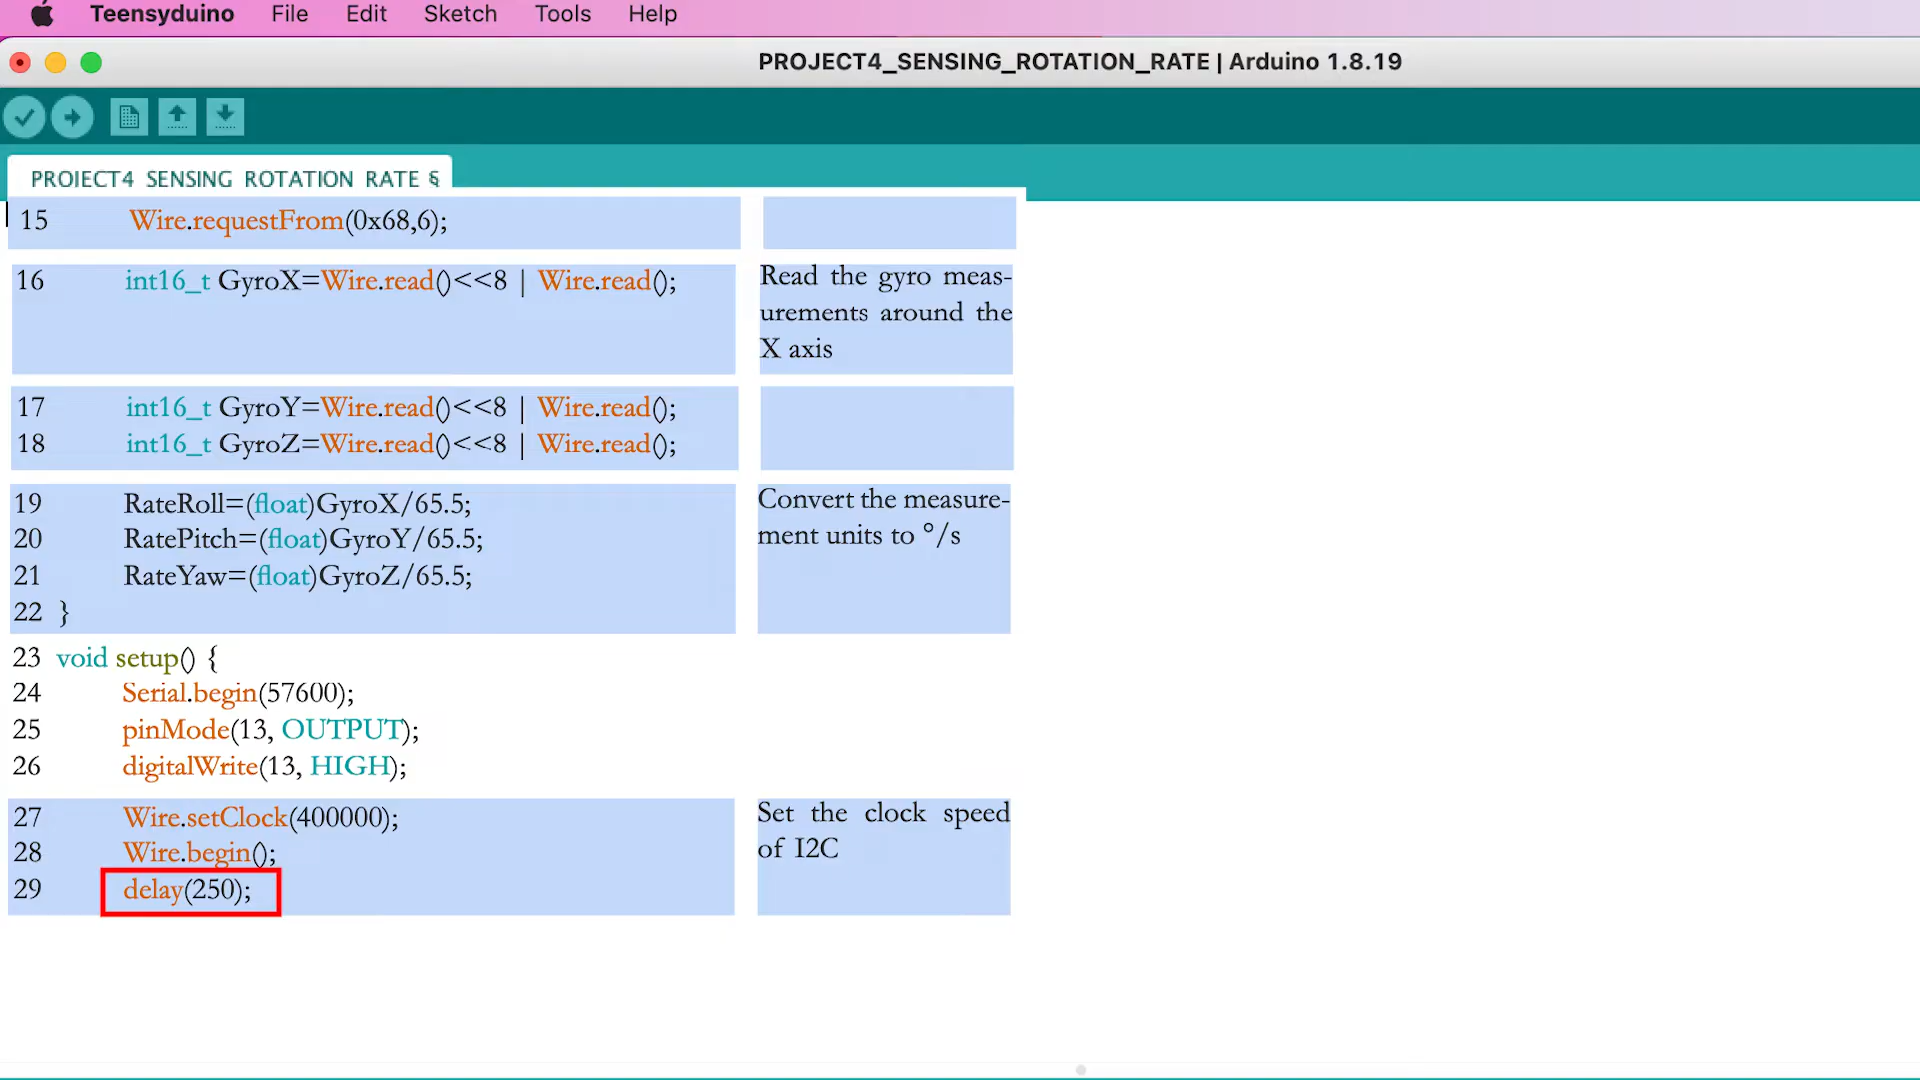 Teensyduino File Edit Sketch Tools Help
PROJECT4_SENSING_ROTATION_RATE | Arduino 1.8.19
PROJECT4_SENSING_ROTATION_RATE §
15 Wire.requestFrom(0x68,6);
16 int16_t GyroX=Wire.read()<<8 | Wire.read();
Read the gyro meas-
urements around the
X axis
17 int16_t GyroY=Wire.read()<<8 | Wire.read();
18 int16_t GyroZ=Wire.read()<<8 | Wire.read();
19 RateRoll=(float)GyroX/65.5;
20 RatePitch=(float)GyroY/65.5;
21 RateYaw=(float)GyroZ/65.5;
22 }
Convert the measure-
ment units to °/s
23 void setup() {
24 Serial.begin(57600);
25 pinMode(13, OUTPUT);
26 digitalWrite(13, HIGH);
27 Wire.setClock(400000);
28 Wire.begin();
29 delay(250);
Set the clock speed
of I2C